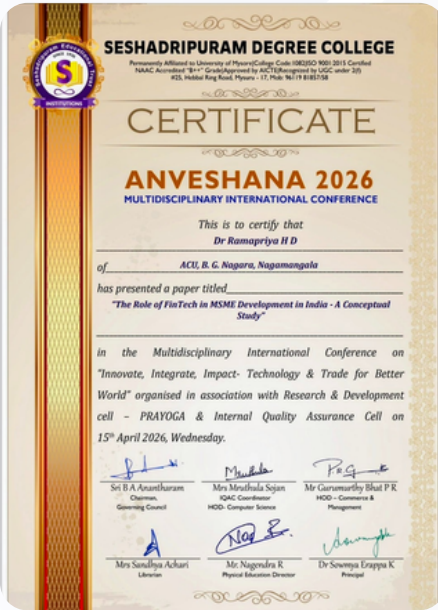 SESHADRIPURAM DEGREE COLLEGE
Permanently Affiliated to University of Mysore(College Code:1082)ISO 9001:2015 Certified
NAAC Accredited "B++" Grade|Approved by AICTE|Recognized by UGC under 2(f)
#25, Hebbal Ring Road, Mysuru - 17, Mob: 96119 81857/58
Seshadripuram Educational Trust
S
INSTITUTIONS
CERTIFICATE
ANVESHANA 2026
MULTIDISCIPLINARY INTERNATIONAL CONFERENCE
This is to certify that
Dr Ramapriya H D
of ACU, B. G. Nagara, Nagamangala
has presented a paper titled
"The Role of FinTech in MSME Development in India - A Conceptual
Study"
in the Multidisciplinary International Conference on
"Innovate, Integrate, Impact- Technology & Trade for Better
World" organised in association with Research & Development
cell – PRAYOGA & Internal Quality Assurance Cell on
15th April 2026, Wednesday.
Sri B A Anantharam
Chairman,
Governing Council
Mrs Mruthula Sojan
IQAC Coordinator
HOD- Computer Science
Mr Gurumurthy Bhat P R
HOD – Commerce &
Management
Mrs Sandhya Achari
Librarian
Mr. Nagendra R
Physical Education Director
Dr Sowmya Erappa K
Principal